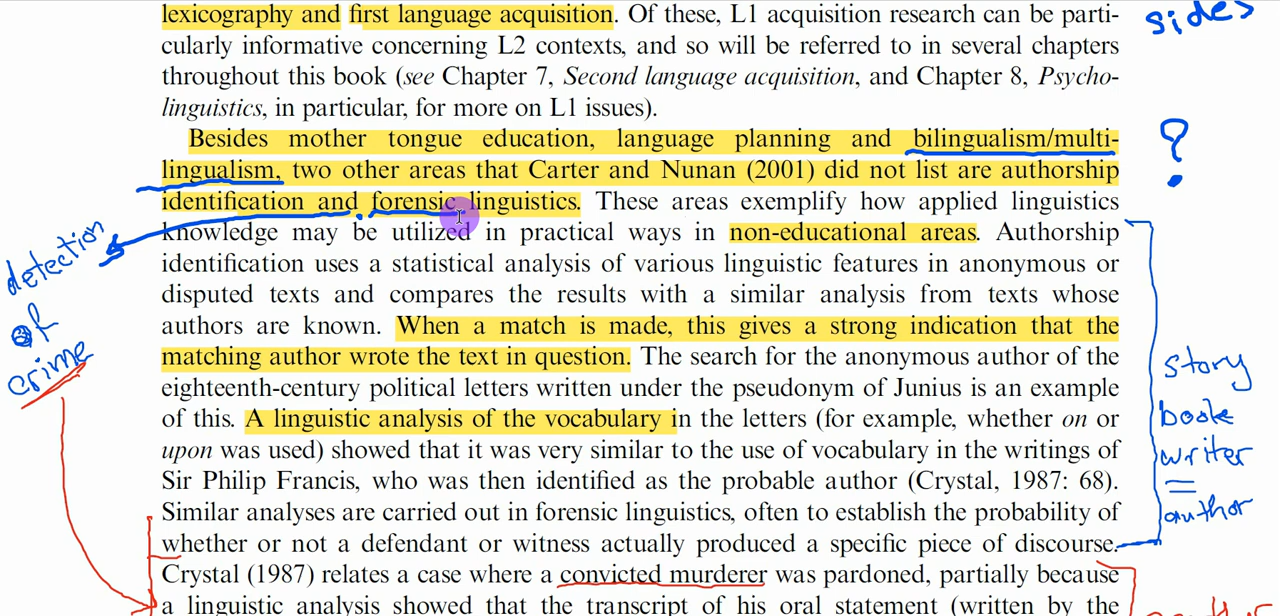 lexicography and first language acquisition. Of these, L1 acquisition research can be parti-
cularly informative concerning L2 contexts, and so will be referred to in several chapters
throughout this book (see Chapter 7, Second language acquisition, and Chapter 8, Psycho-
linguistics, in particular, for more on L1 issues).
Besides mother tongue education, language planning and bilingualism/multi-
lingualism, two other areas that Carter and Nunan (2001) did not list are authorship
identification and forensic linguistics. These areas exemplify how applied linguistics
knowledge may be utilized in practical ways in non-educational areas. Authorship
identification uses a statistical analysis of various linguistic features in anonymous or
disputed texts and compares the results with a similar analysis from texts whose
authors are known. When a match is made, this gives a strong indication that the
matching author wrote the text in question. The search for the anonymous author of the
eighteenth-century political letters written under the pseudonym of Junius is an example
of this. A linguistic analysis of the vocabulary in the letters (for example, whether on or
upon was used) showed that it was very similar to the use of vocabulary in the writings of
Sir Philip Francis, who was then identified as the probable author (Crystal, 1987: 68).
Similar analyses are carried out in forensic linguistics, often to establish the probability of
whether or not a defendant or witness actually produced a specific piece of discourse.
Crystal (1987) relates a case where a convicted murderer was pardoned, partially because
a linguistic analysis showed that the transcript of his oral statement (written by the
sides
?
detection
of
crime
story
book
writer
=
author